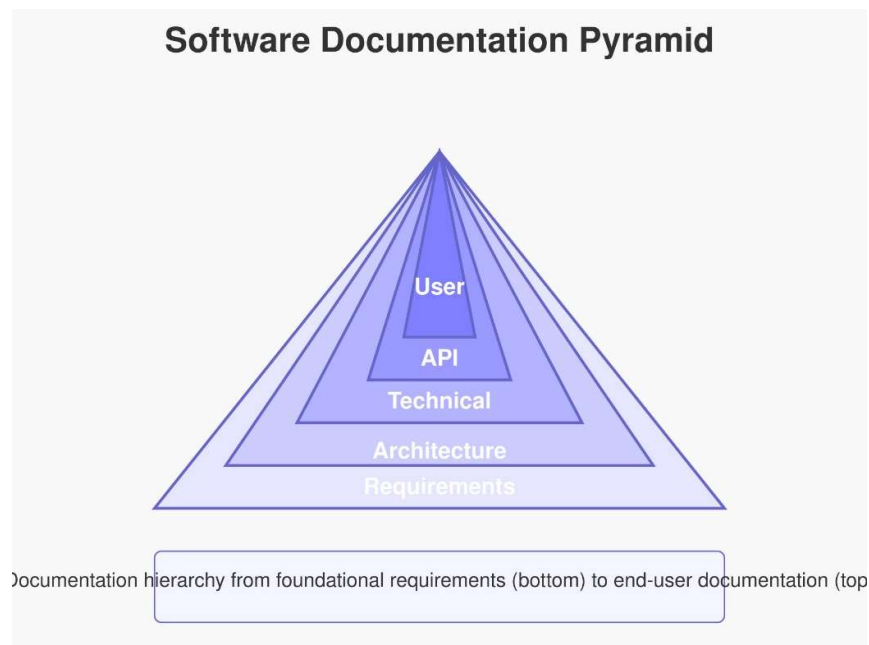 Software Documentation Pyramid
User
API
Technical
Architecture
Requirements
Documentation hierarchy from foundational requirements (bottom) to end-user documentation (top